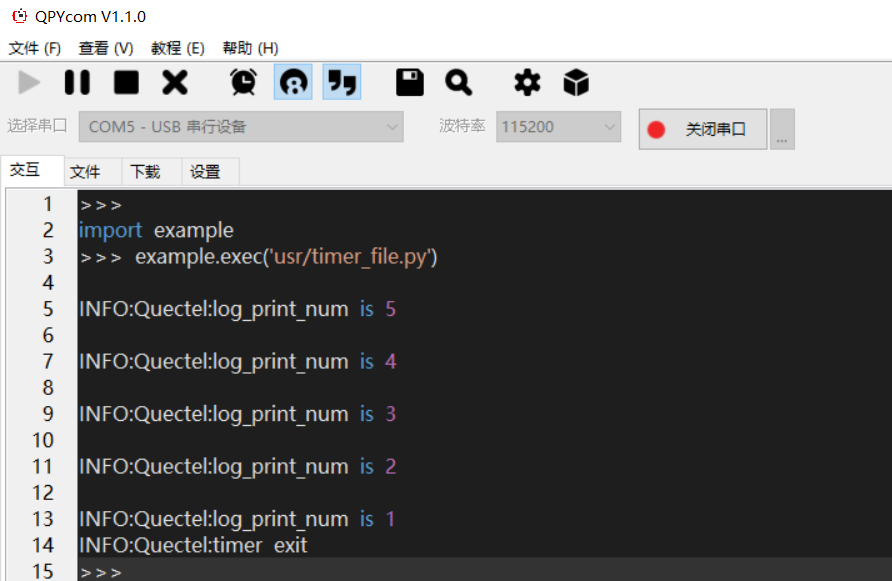 QPYcom V1.1.0
文件 (F) 查看 (V) 教程 (E) 帮助 (H)
选择串口 COM5 - USB 串行设备 波特率 115200 关闭串口 ...
交互 文件 下载 设置
1 >>>
2 import example
3 >>> example.exec('usr/timer_file.py')
4
5 INFO:Quectel:log_print_num is 5
6
7 INFO:Quectel:log_print_num is 4
8
9 INFO:Quectel:log_print_num is 3
10
11 INFO:Quectel:log_print_num is 2
12
13 INFO:Quectel:log_print_num is 1
14 INFO:Quectel:timer exit
15 >>>